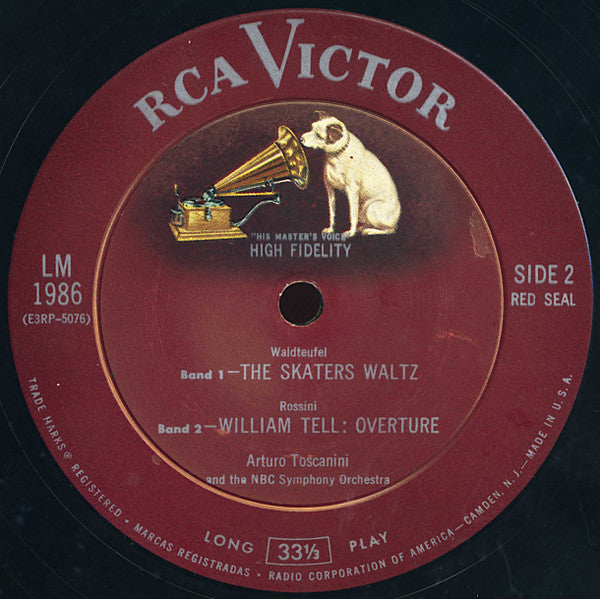 RCA VICTOR
"HIS MASTER'S VOICE"
HIGH FIDELITY
LM
1986
(E3RP-5076)
SIDE 2
RED SEAL
Waldteufel
Band 1—THE SKATERS WALTZ
Rossini
Band 2—WILLIAM TELL: OVERTURE
Arturo Toscanini
and the NBC Symphony Orchestra
LONG 33⅓ PLAY
TRADE MARKS ® REGISTERED • MARCAS REGISTRADAS • RADIO CORPORATION OF AMERICA—CAMDEN, N. J.—MADE IN U.S.A.